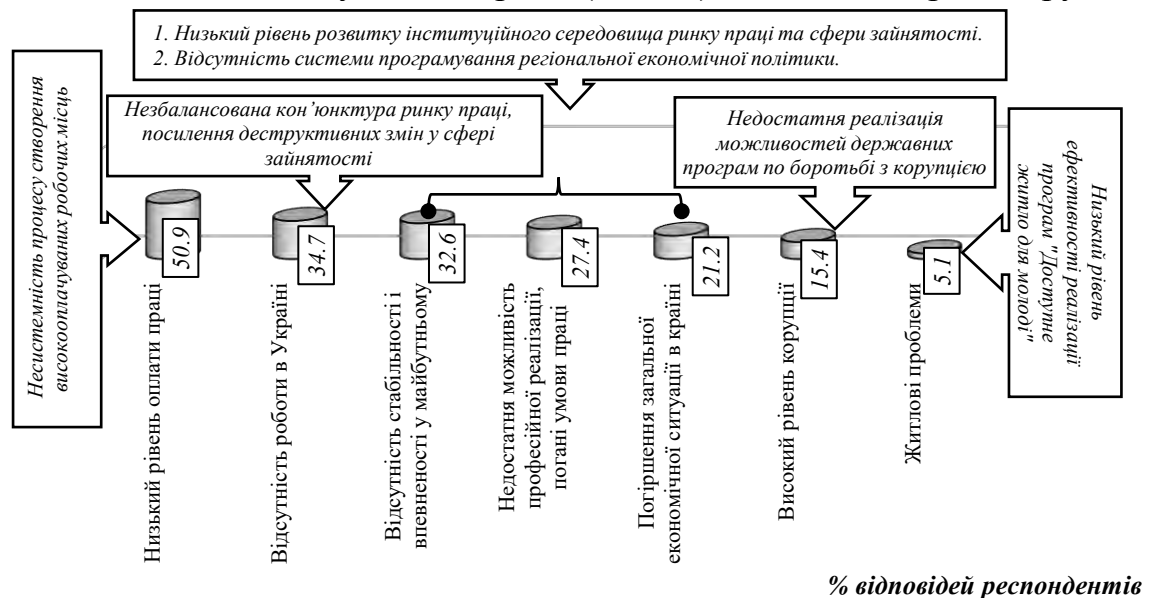 1. Низький рівень розвитку інституційного середовища ринку праці та сфери зайнятості.
2. Відсутність системи програмування регіональної економічної політики.
Несистемність процесу створення
високооплачуваних робочих місць
Незбалансована кон’юнктура ринку праці,
посилення деструктивних змін у сфері
зайнятості
Недостатня реалізація
можливостей державних
програм по боротьбі з корупцією
Низький рівень
ефективності реалізації
програм "Доступне
житло для молоді"
50.9
34.7
32.6
27.4
21.2
15.4
5.1
Низький рівень оплати праці
Відсутність роботи в Україні
Відсутність стабільності і
впевненості у майбутньому
Недостатня можливість
професійної реалізації,
погані умови праці
Погіршення загальної
економічної ситуації в країні
Високий рівень корупції
Житлові проблеми
% відповідей респондентів